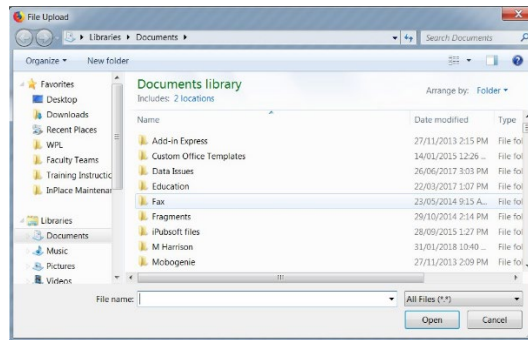 File Upload
Libraries Documents
Search Documents
Organize New folder
Favorites
Desktop
Downloads
Recent Places
WPL
Faculty Teams
Training Instructic
InPlace Maintenan
Libraries
Documents
Music
Pictures
Videos
Documents library
Includes: 2 locations
Arrange by: Folder
Name Date modified Type
Add-in Express 27/11/2013 2:15 PM File fol
Custom Office Templates 14/01/2015 12:26 ... File fol
Data Issues 26/06/2017 3:03 PM File fol
Education 22/03/2017 1:07 PM File fol
Fax 23/05/2014 9:15 A... File fol
Fragments 29/10/2014 2:14 PM File fol
iPubsoft files 28/09/2015 1:27 PM File fol
M Harrison 31/01/2018 10:40 ... File fol
Mobogenie 27/11/2013 2:09 PM File fol
File name: All Files (*.*)
Open Cancel